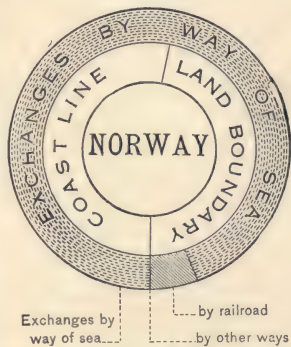 EXCHANGES BY WAY OF SEA
COAST LINE
LAND BOUNDARY
NORWAY
Exchanges by
way of sea
by railroad
by other ways